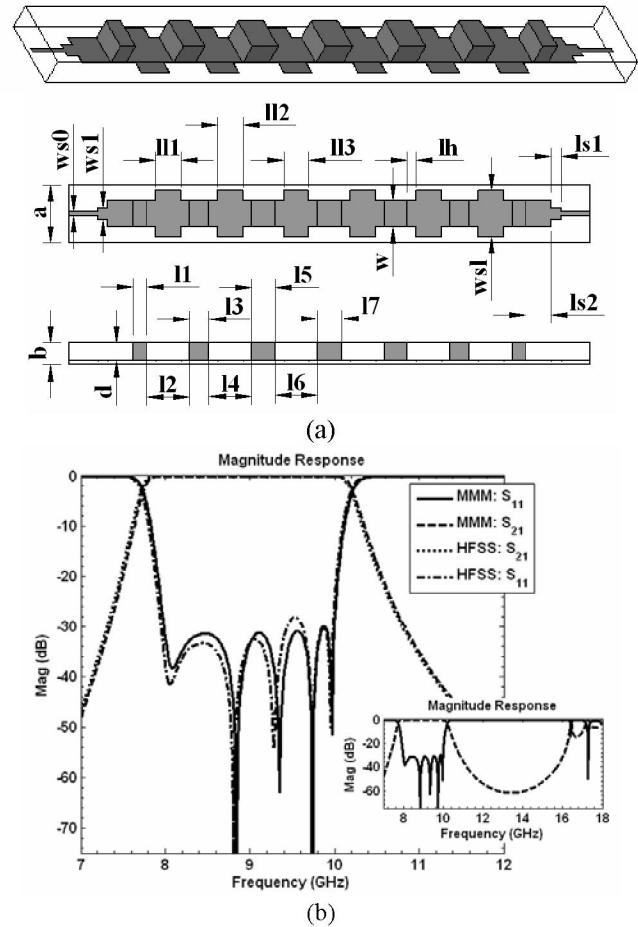 ws0
ws1
ll1
ll2
ll3
lh
ls1
a
w
wsl
l1
l3
l5
l7
ls2
b
d
l2
l4
l6
(a)
Magnitude Response
MMM: S11
MMM: S21
HFSS: S21
HFSS: S11
Mag (dB)
0
-10
-20
-30
-40
-50
-60
-70
7
8
9
10
11
12
Frequency (GHz)
Magnitude Response
Mag (dB)
0
-20
-40
-60
8
10
12
14
16
18
Frequency (GHz)
(b)